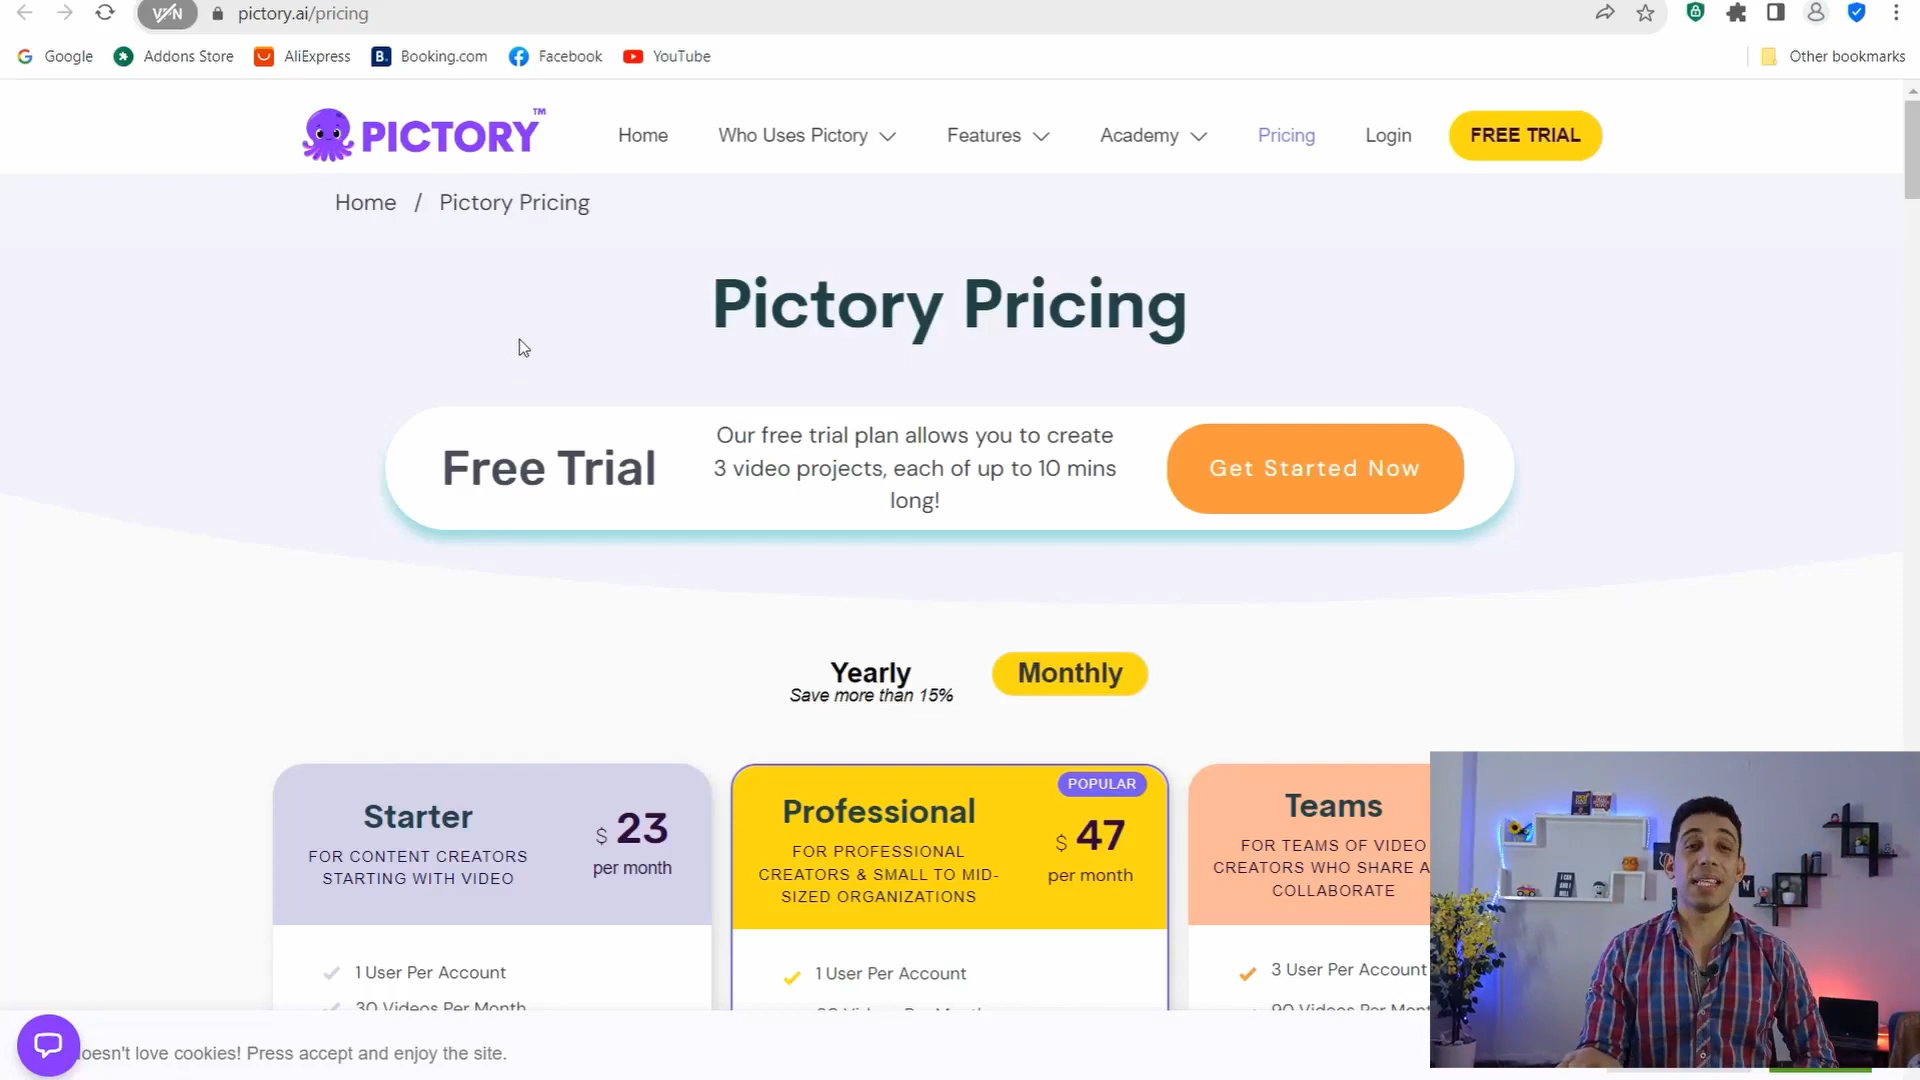 VPN
pictory.ai/pricing
Google
Addons Store
AliExpress
B.
Booking.com
Facebook
YouTube
Other bookmarks
PICTORY™
Home
Who Uses Pictory
Features
Academy
Pricing
Login
FREE TRIAL
Home / Pictory Pricing
Pictory Pricing
Free Trial
Our free trial plan allows you to create
3 video projects, each of up to 10 mins
long!
Get Started Now
Yearly
Save more than 15%
Monthly
Starter
FOR CONTENT CREATORS
STARTING WITH VIDEO
$ 23
per month
1 User Per Account
30 Videos Per Month
POPULAR
Professional
FOR PROFESSIONAL
CREATORS & SMALL TO MID-
SIZED ORGANIZATIONS
$ 47
per month
1 User Per Account
Teams
FOR TEAMS OF VIDEO
CREATORS WHO SHARE A
COLLABORATE
3 User Per Account
90 Videos Per Mont
oesn't love cookies! Press accept and enjoy the site.